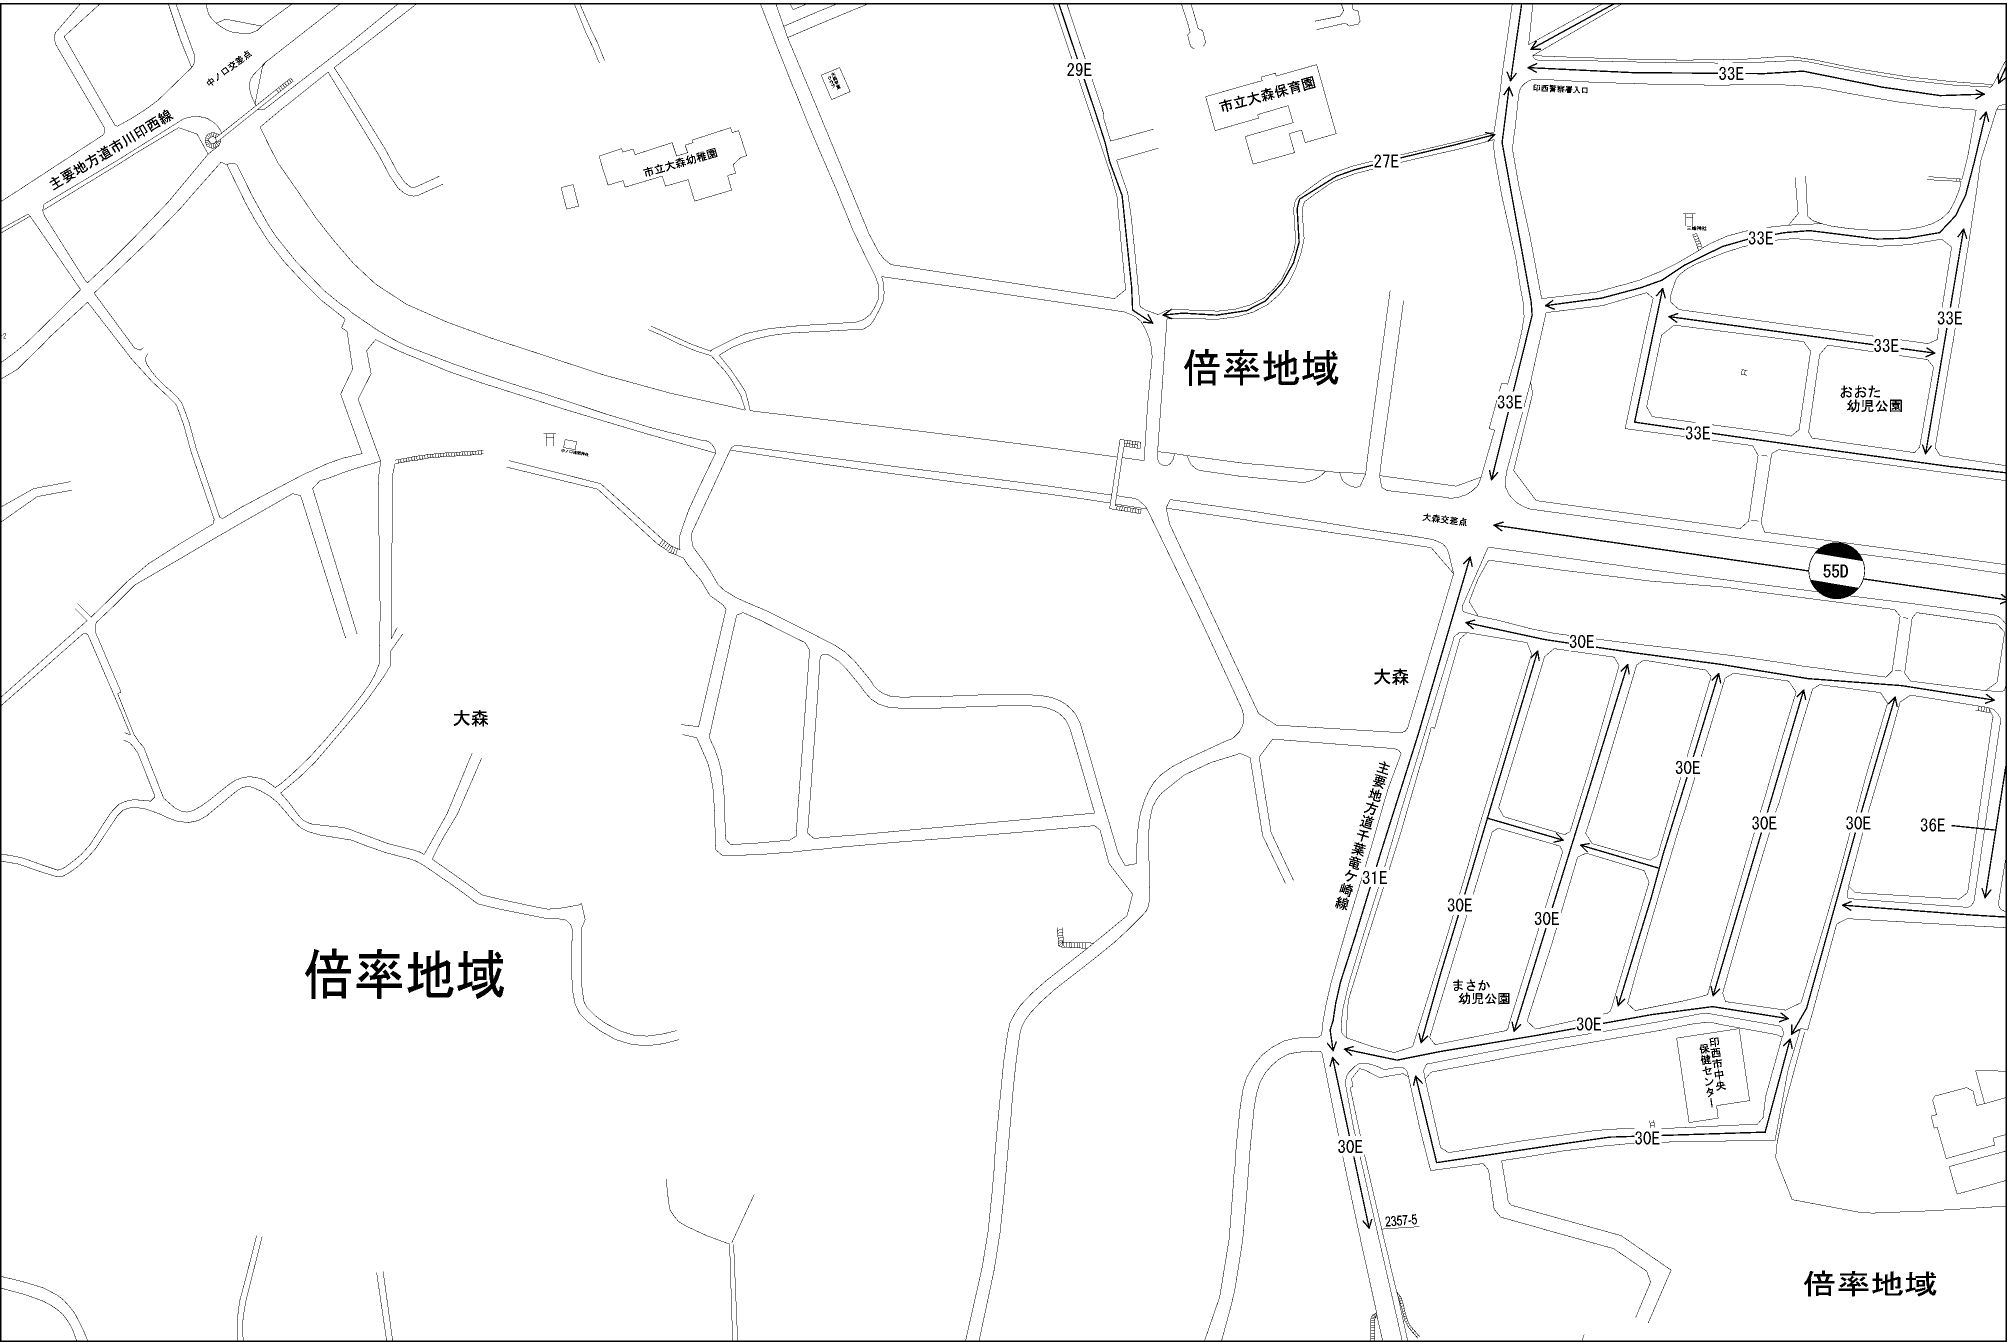 中ノ口交差点
主要地方道市川印西線
市立大森幼稚園
29E
市立大森保育園
27E
33E
印西警察署入口
三峰神社
33E
33E
33E
33E
33E
おおた
幼児公園
倍率地域
大森交差点
55D
大森
30E
大森
主要地方道千葉竜ケ崎線
31E
30E
30E
30E
30E
30E
36E
まさか
幼児公園
30E
印西市中央
保健センター
30E
30E
2357-5
倍率地域
倍率地域